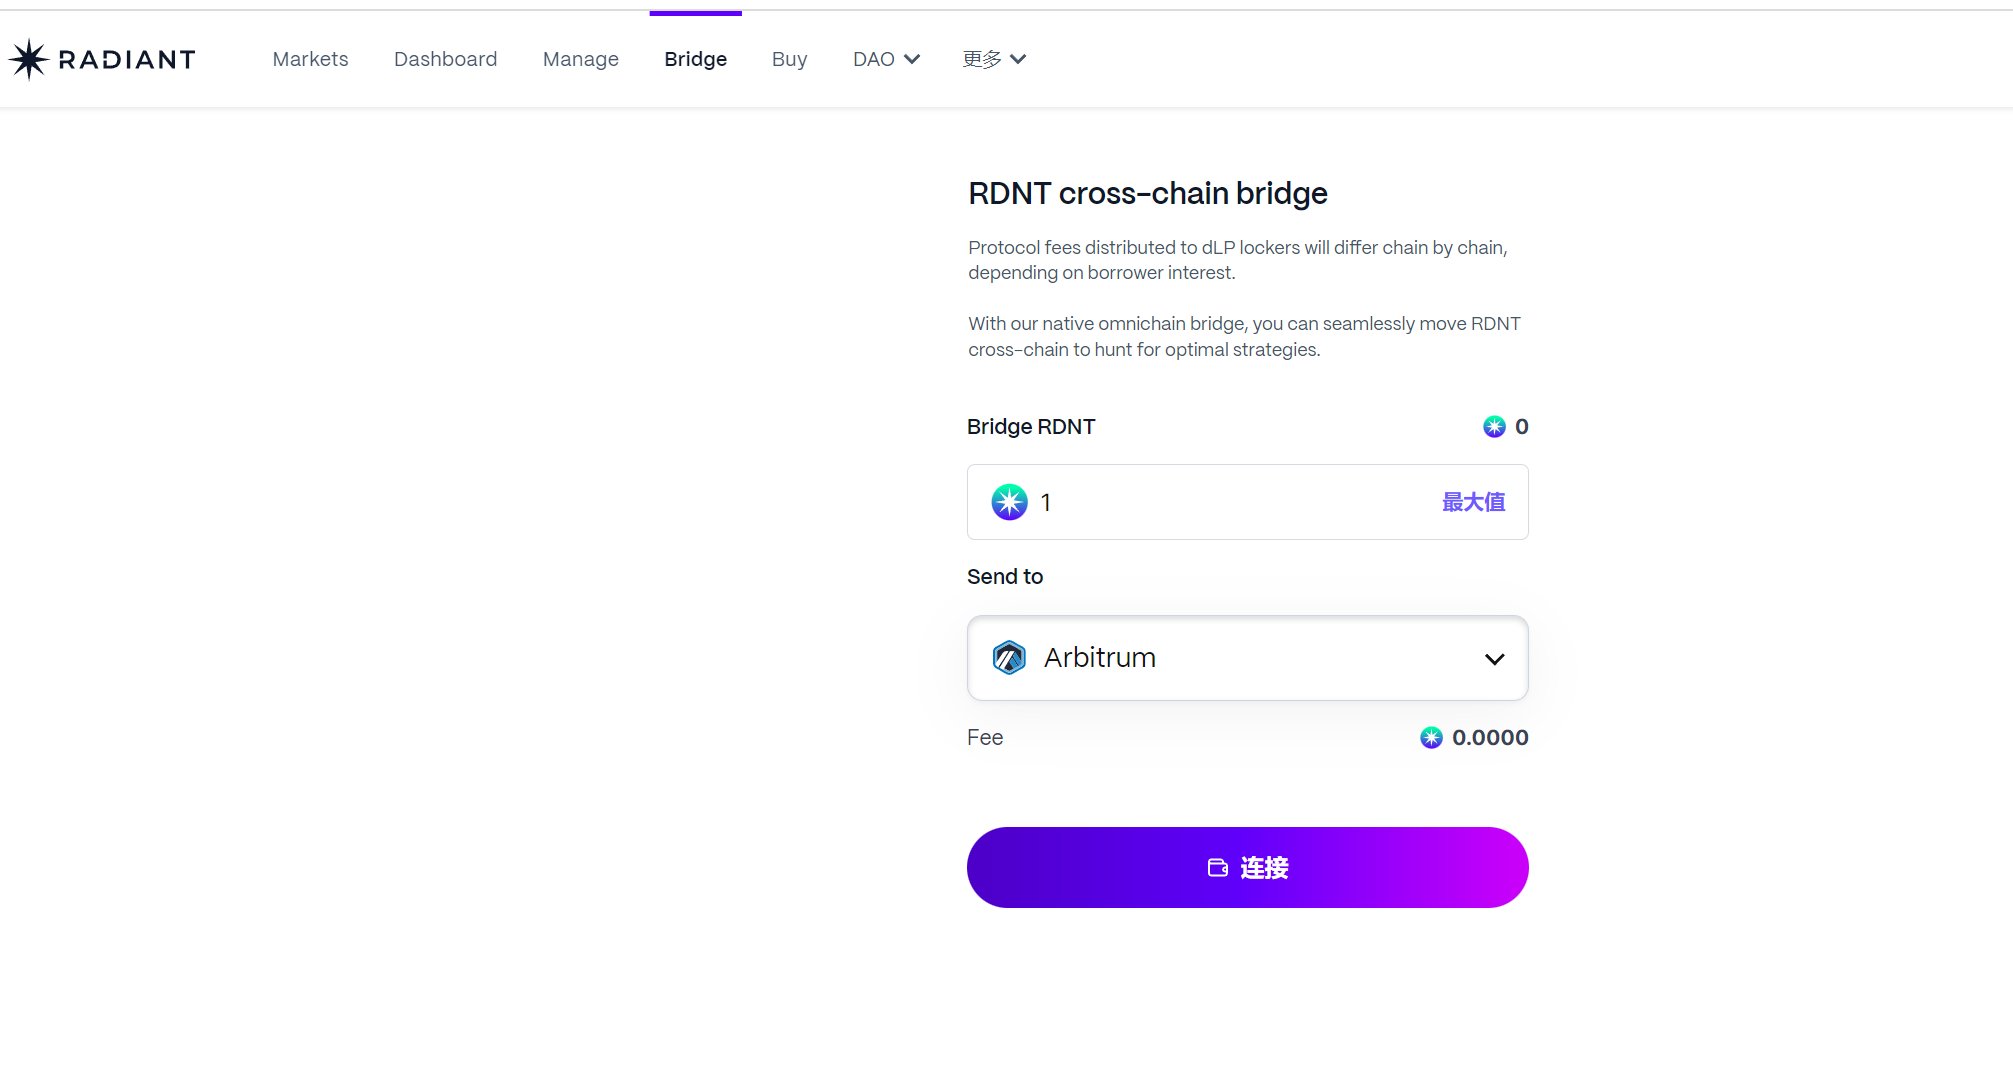 RADIANT
Markets
Dashboard
Manage
Bridge
Buy
DAO
更多
RDNT cross-chain bridge
Protocol fees distributed to dLP lockers will differ chain by chain,
depending on borrower interest.
With our native omnichain bridge, you can seamlessly move RDNT
cross-chain to hunt for optimal strategies.
Bridge RDNT
0
1
最大值
Send to
Arbitrum
Fee
0.0000
连接